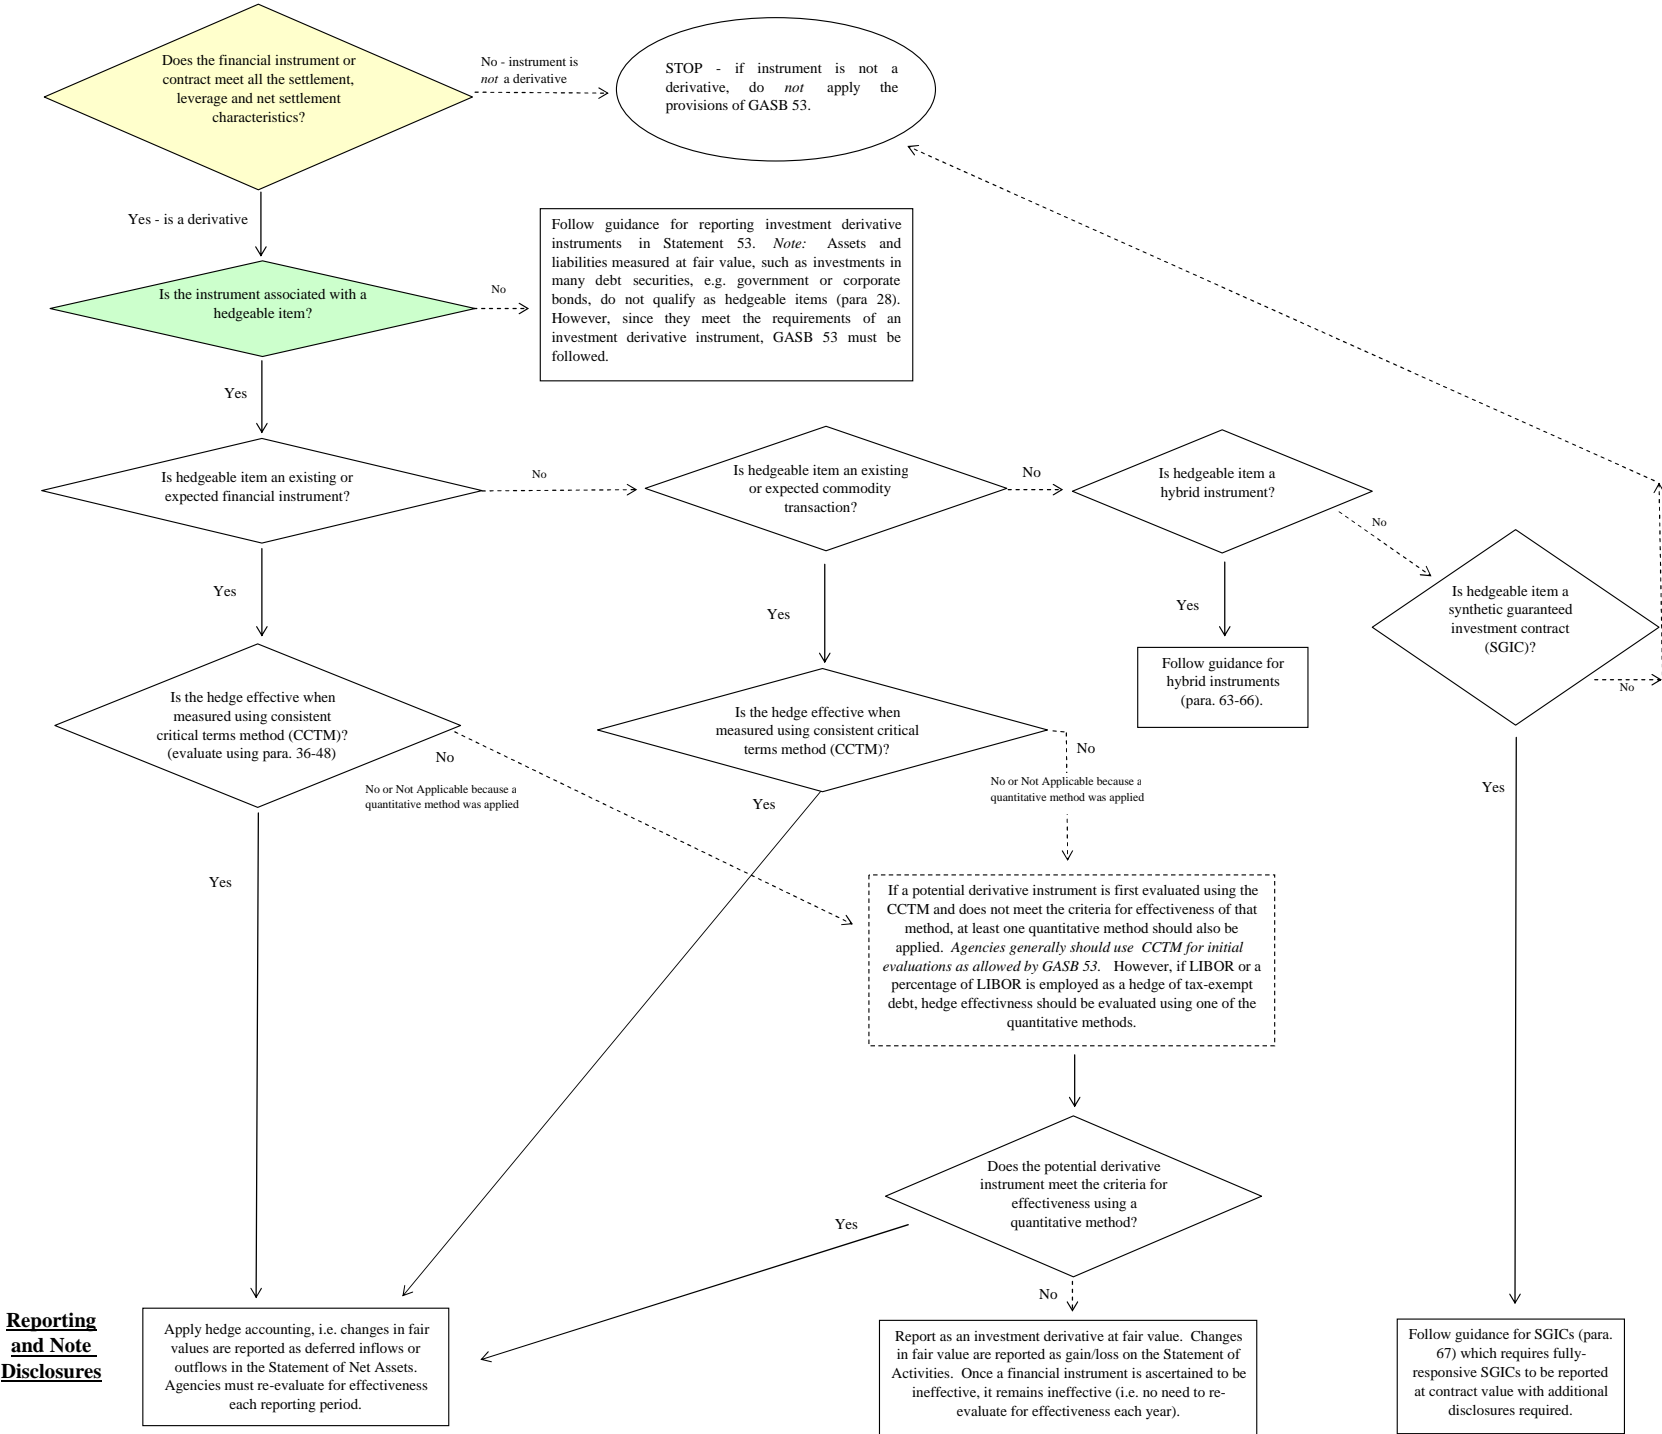 Does the financial instrument or
contract meet all the settlement,
leverage and net settlement
characteristics?
No - instrument is
not a derivative
STOP - if instrument is not a
derivative, do not apply the
provisions of GASB 53.
Yes - is a derivative
Is the instrument associated with a
hedgeable item?
No
Follow guidance for reporting investment derivative
instruments in Statement 53. Note: Assets and
liabilities measured at fair value, such as investments in
many debt securities, e.g. government or corporate
bonds, do not qualify as hedgeable items (para 28).
However, since they meet the requirements of an
investment derivative instrument, GASB 53 must be
followed.
Yes
Is hedgeable item an existing or
expected financial instrument?
No
Is hedgeable item an existing
or expected commodity
transaction?
No
Is hedgeable item a
hybrid instrument?
No
Is hedgeable item a
synthetic guaranteed
investment contract
(SGIC)?
No
Yes
Yes
Yes
Follow guidance for
hybrid instruments
(para. 63-66).
Is the hedge effective when
measured using consistent
critical terms method (CCTM)?
(evaluate using para. 36-48)
No
No or Not Applicable because a
quantitative method was applied
Is the hedge effective when
measured using consistent critical
terms method (CCTM)?
No
No or Not Applicable because a
quantitative method was applied
Yes
Yes
Yes
If a potential derivative instrument is first evaluated using the
CCTM and does not meet the criteria for effectiveness of that
method, at least one quantitative method should also be
applied. Agencies generally should use CCTM for initial
evaluations as allowed by GASB 53. However, if LIBOR or a
percentage of LIBOR is employed as a hedge of tax-exempt
debt, hedge effectivness should be evaluated using one of the
quantitative methods.
Does the potential derivative
instrument meet the criteria for
effectiveness using a
quantitative method?
Yes
No
Reporting
and Note
Disclosures
Apply hedge accounting, i.e. changes in fair
values are reported as deferred inflows or
outflows in the Statement of Net Assets.
Agencies must re-evaluate for effectiveness
each reporting period.
Report as an investment derivative at fair value. Changes
in fair value are reported as gain/loss on the Statement of
Activities. Once a financial instrument is ascertained to be
ineffective, it remains ineffective (i.e. no need to re-
evaluate for effectiveness each year).
Follow guidance for SGICs (para.
67) which requires fully-
responsive SGICs to be reported
at contract value with additional
disclosures required.